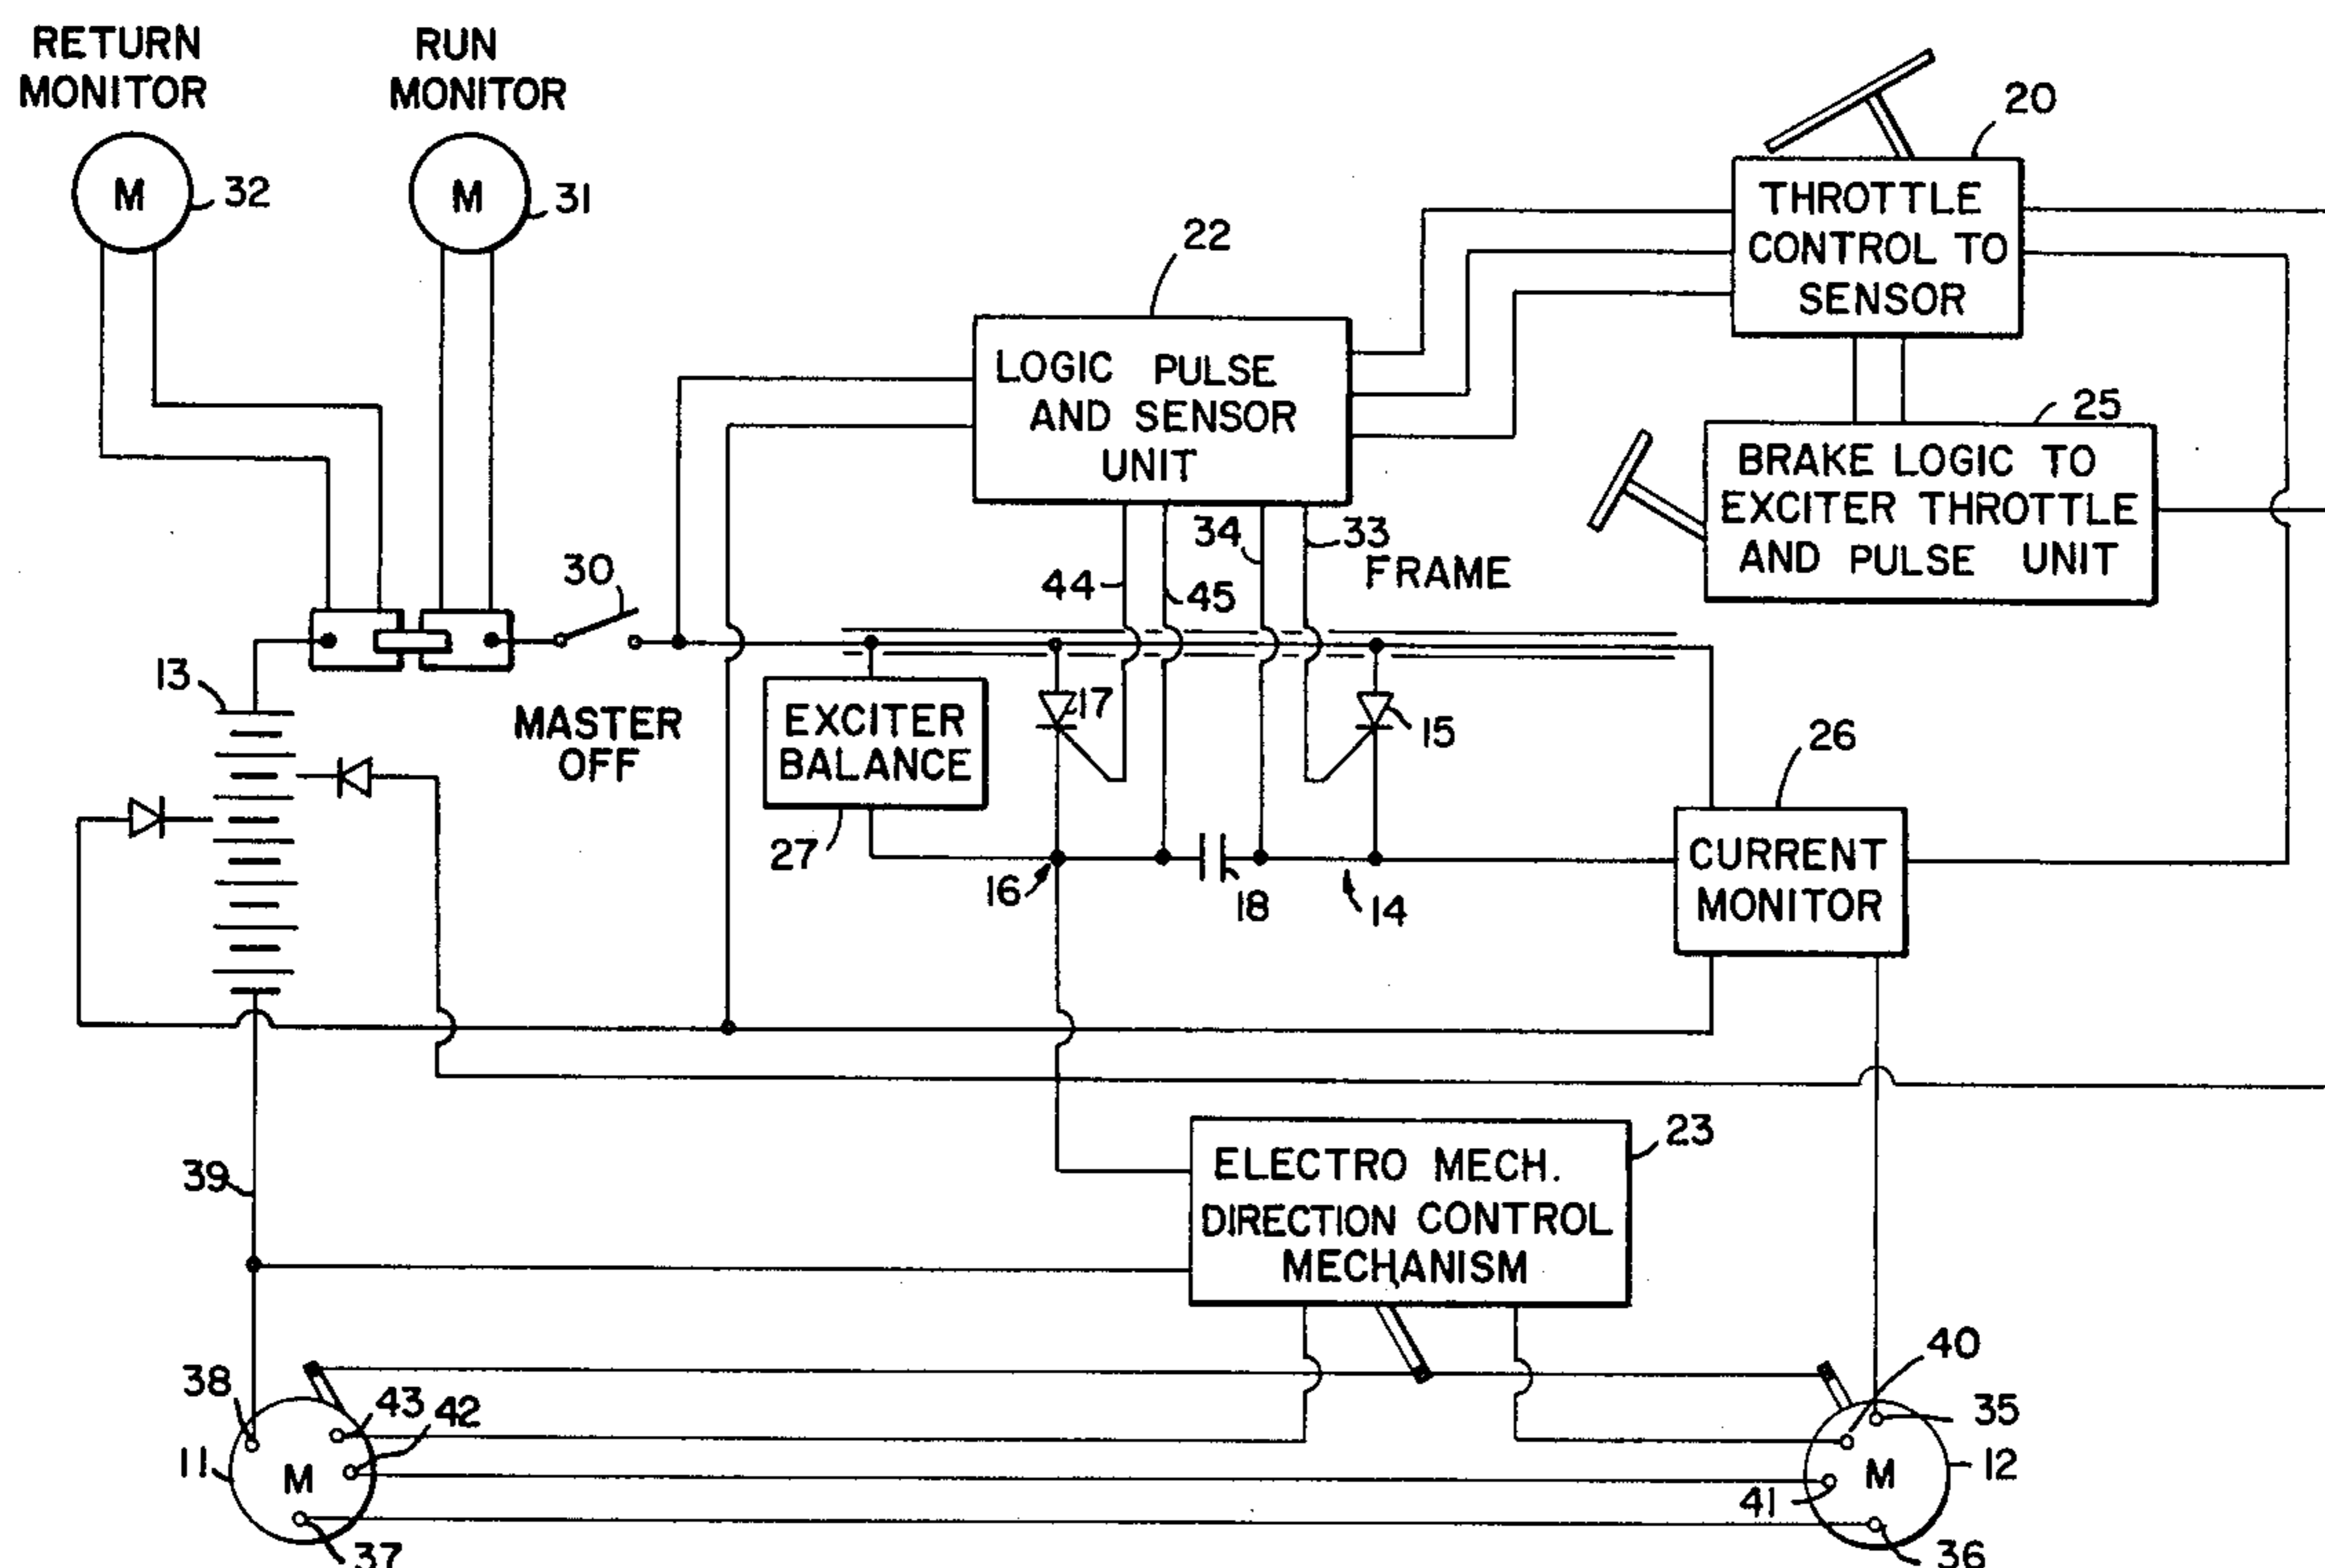 RETURN
MONITOR
RUN
MONITOR
M
32
M
31
20
THROTTLE
CONTROL TO
SENSOR
22
LOGIC PULSE
AND SENSOR
UNIT
25
BRAKE LOGIC TO
EXCITER THROTTLE
AND PULSE UNIT
34
33
FRAME
44
45
30
MASTER
OFF
13
EXCITER
BALANCE
27
17
15
16
18
14
26
CURRENT
MONITOR
23
ELECTRO MECH.
DIRECTION CONTROL
MECHANISM
39
38
43
42
11
M
37
40
35
12
M
41
36